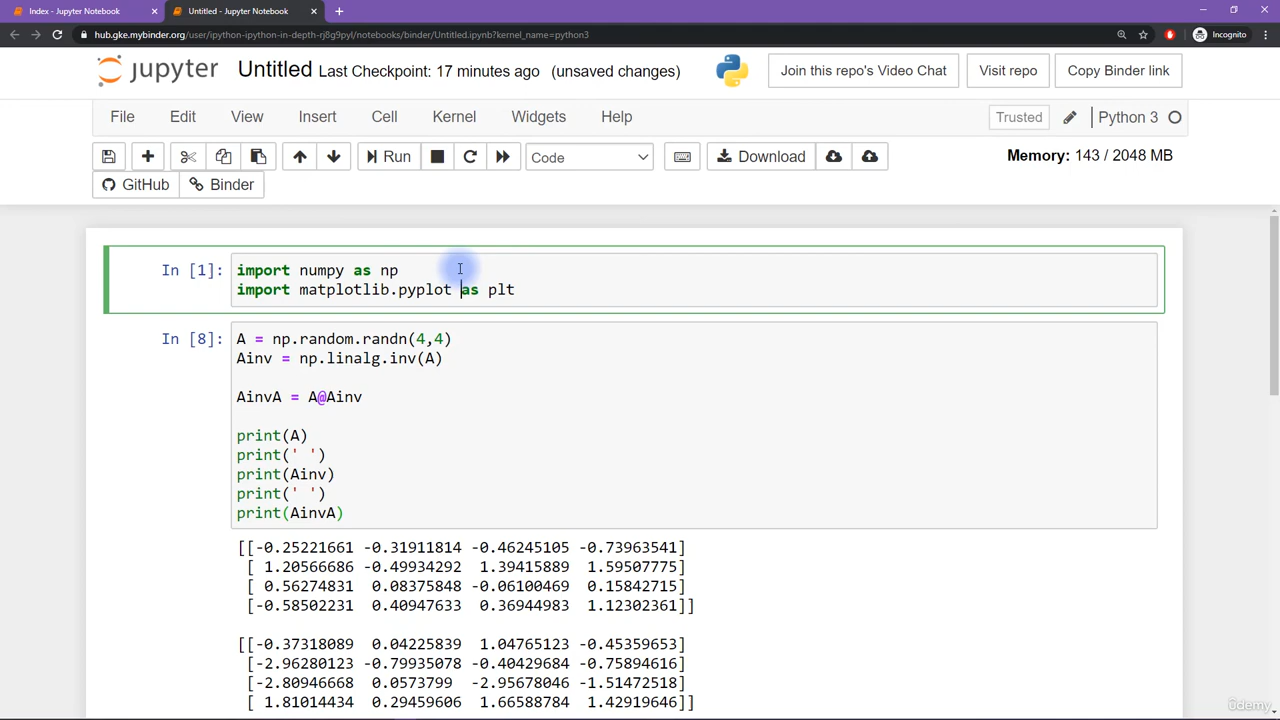 Index - Jupyter Notebook
Untitled - Jupyter Notebook
hub.gke.mybinder.org/user/ipython-ipython-in-depth-rj8g9pyl/notebooks/binder/Untitled.ipynb?kernel_name=python3
Incognito
jupyter Untitled Last Checkpoint: 17 minutes ago (unsaved changes)
Join this repo's Video Chat
Visit repo
Copy Binder link
File Edit View Insert Cell Kernel Widgets Help
Trusted
Python 3
Run
Code
Download
Memory: 143 / 2048 MB
GitHub
Binder
In [1]: import numpy as np
import matplotlib.pyplot as plt
In [8]: A = np.random.randn(4,4)
Ainv = np.linalg.inv(A)
AinvA = A@Ainv
print(A)
print(' ')
print(Ainv)
print(' ')
print(AinvA)
[[-0.25221661 -0.31911814 -0.46245105 -0.73963541]
[ 1.20566686 -0.49934292 1.39415889 1.59507775]
[ 0.56274831 0.08375848 -0.06100469 0.15842715]
[-0.58502231 0.40947633 0.36944983 1.12302361]]
[[-0.37318089 0.04225839 1.04765123 -0.45359653]
[-2.96280123 -0.79935078 -0.40429684 -0.75894616]
[-2.80946668 0.0573799 -2.95678046 -1.51472518]
[ 1.81014434 0.29459606 1.66588784 1.42919646]]
ûdemy